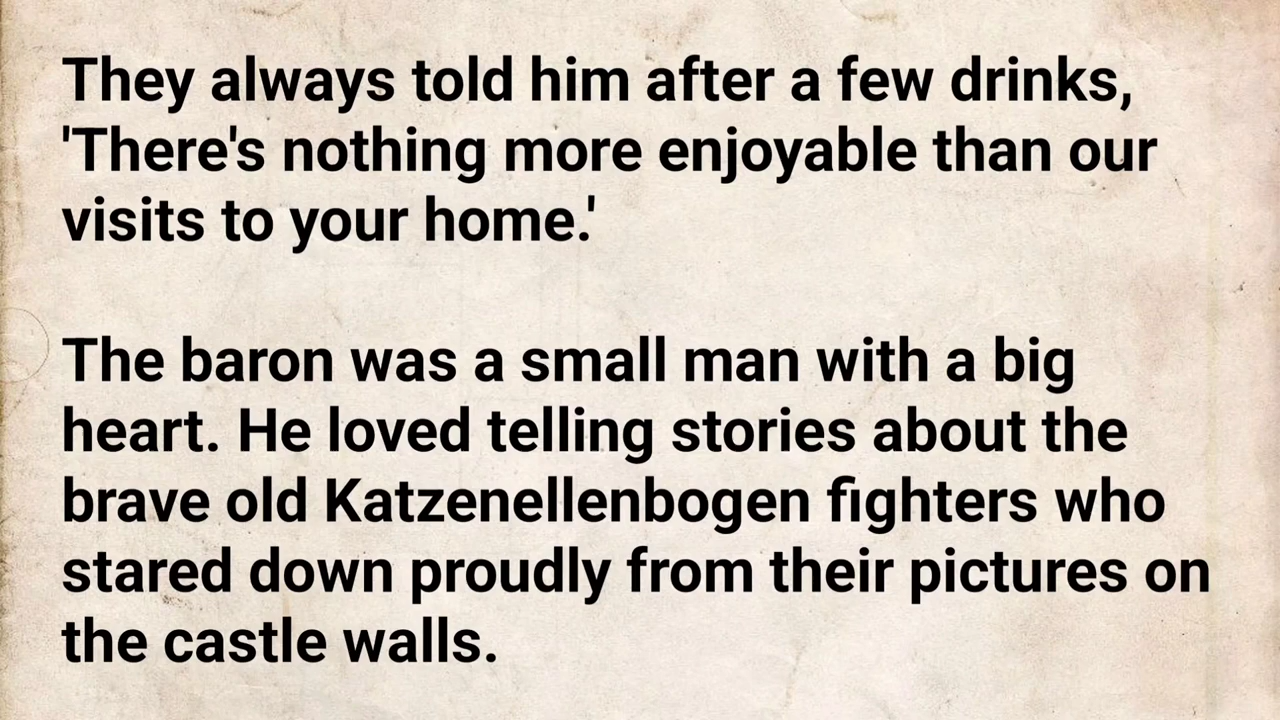 They always told him after a few drinks,
'There's nothing more enjoyable than our
visits to your home.'
The baron was a small man with a big
heart. He loved telling stories about the
brave old Katzenellenbogen fighters who
stared down proudly from their pictures on
the castle walls.